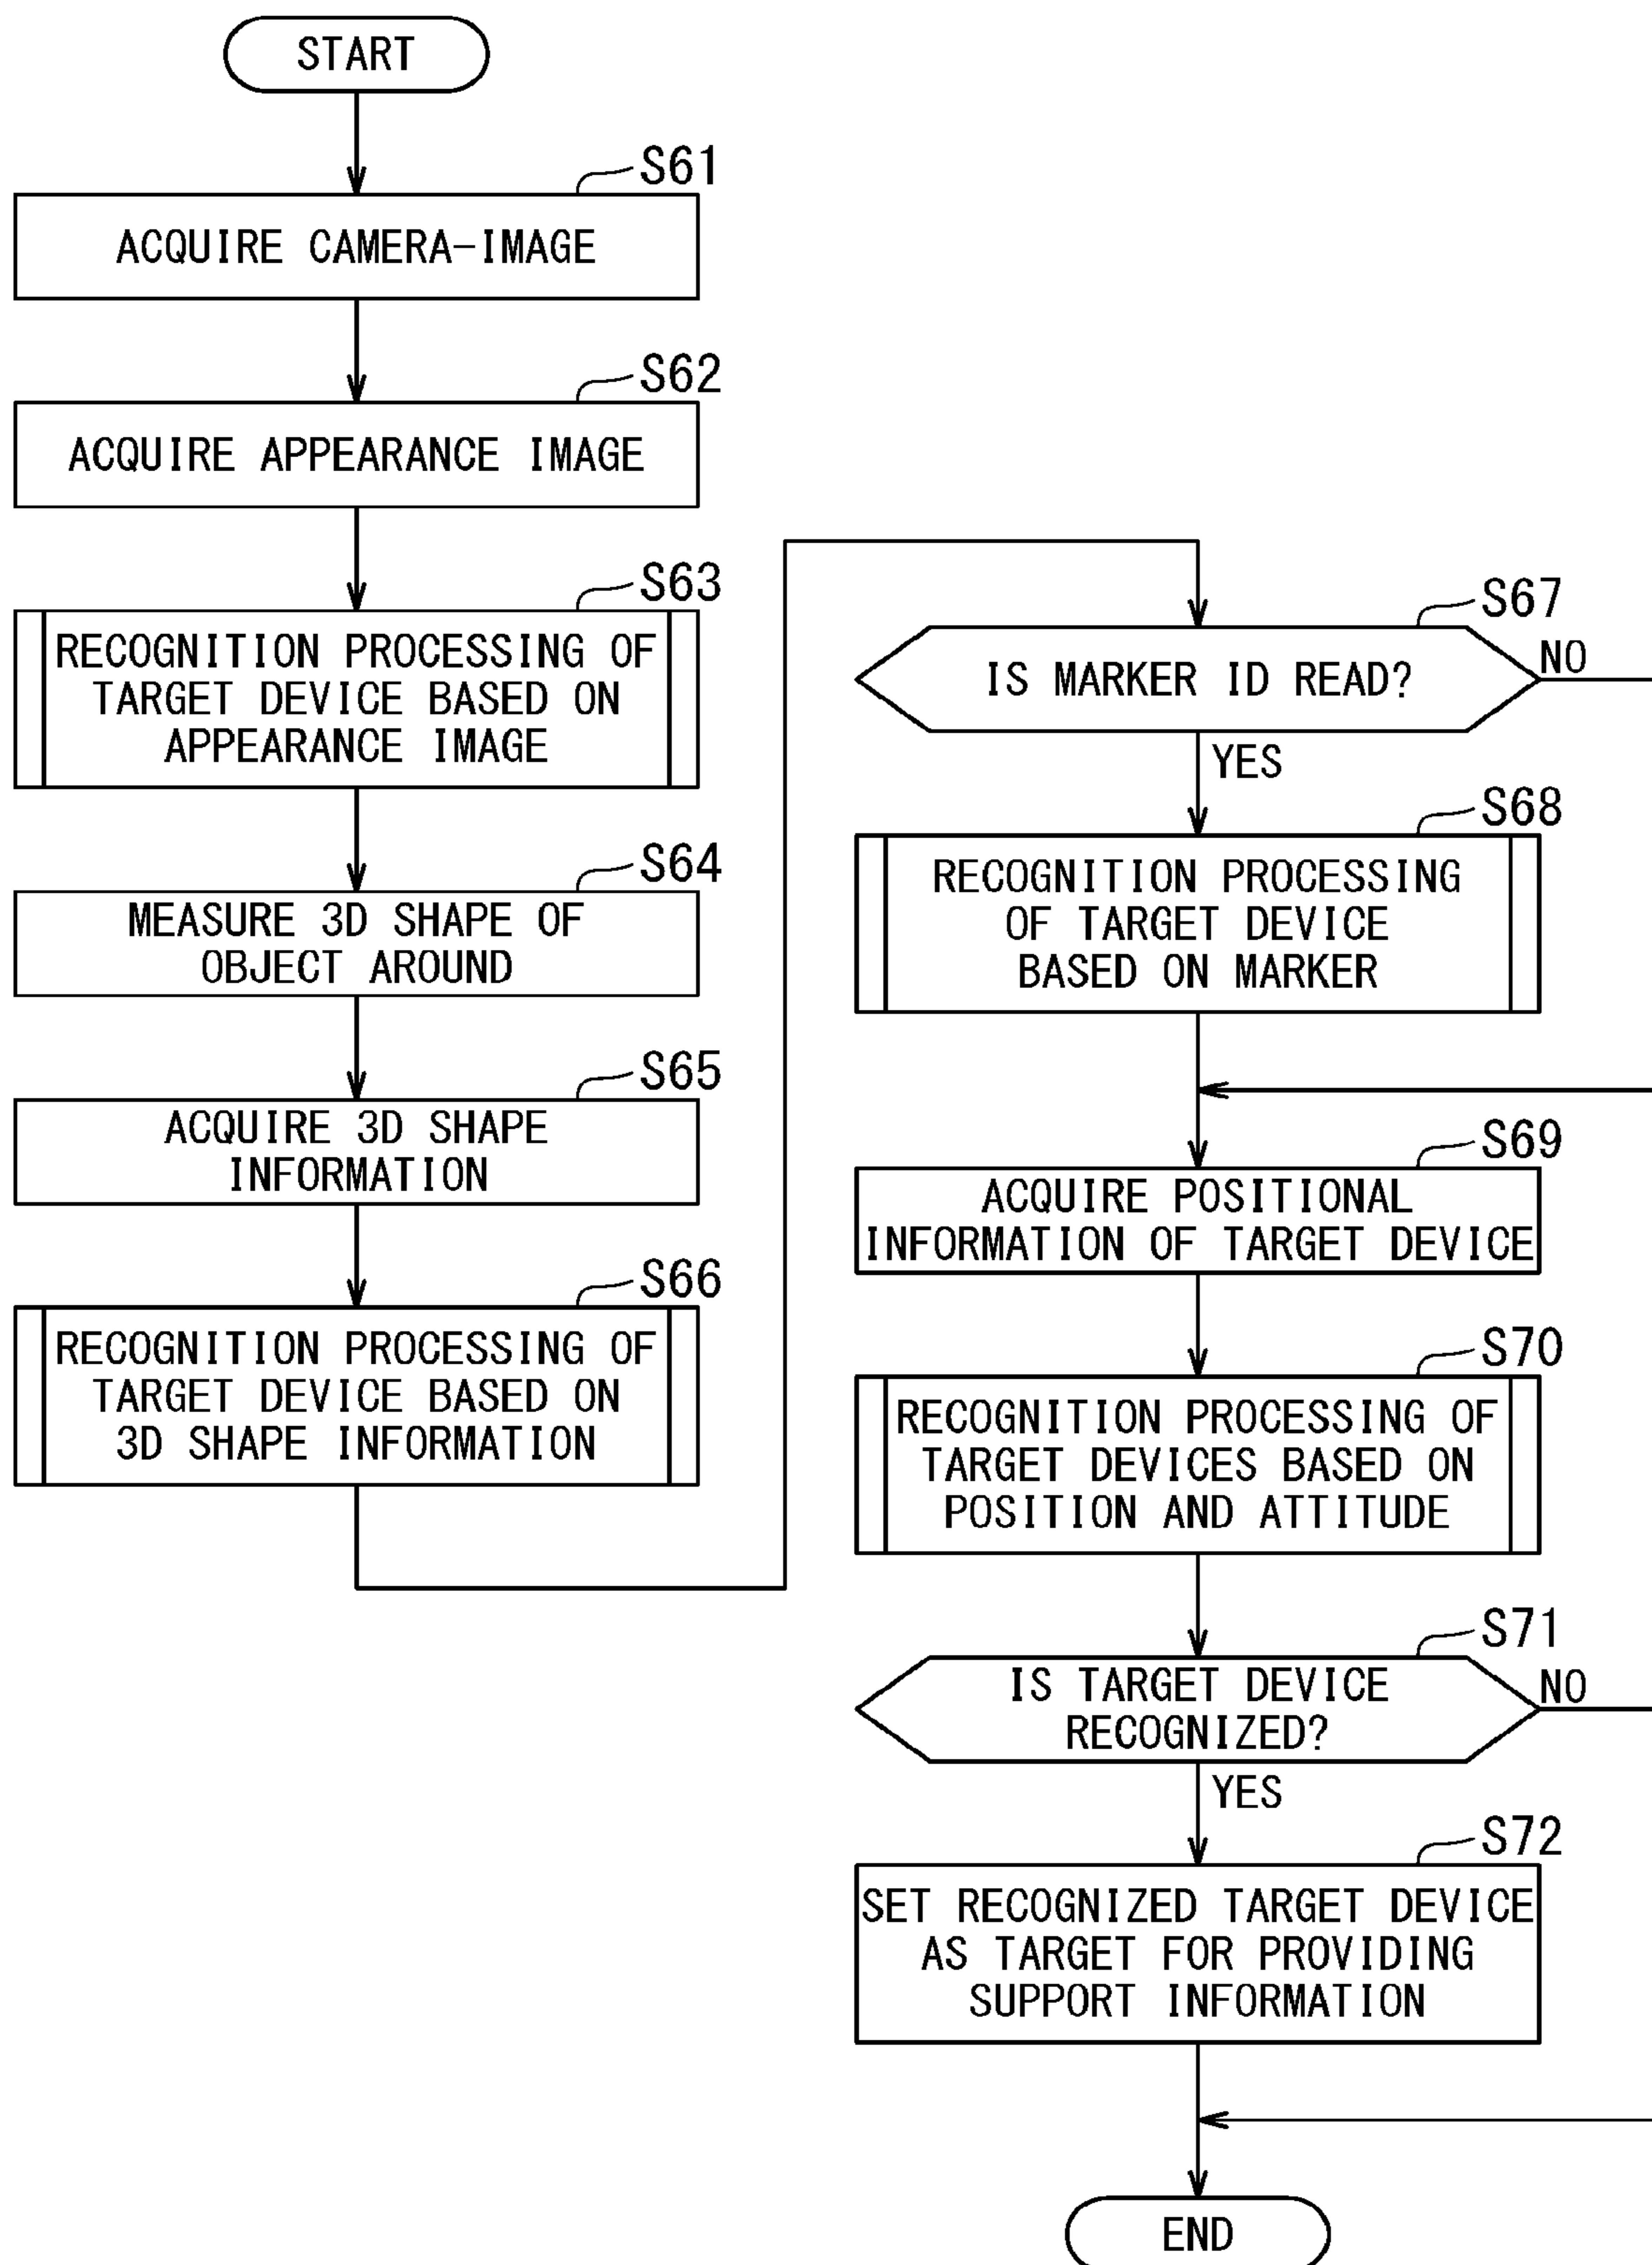 START
S61
ACQUIRE CAMERA-IMAGE
S62
ACQUIRE APPEARANCE IMAGE
S63
RECOGNITION PROCESSING OF
TARGET DEVICE BASED ON
APPEARANCE IMAGE
S64
MEASURE 3D SHAPE OF
OBJECT AROUND
S65
ACQUIRE 3D SHAPE
INFORMATION
S66
RECOGNITION PROCESSING OF
TARGET DEVICE BASED ON
3D SHAPE INFORMATION
S67
IS MARKER ID READ?
NO
YES
S68
RECOGNITION PROCESSING
OF TARGET DEVICE
BASED ON MARKER
S69
ACQUIRE POSITIONAL
INFORMATION OF TARGET DEVICE
S70
RECOGNITION PROCESSING OF
TARGET DEVICES BASED ON
POSITION AND ATTITUDE
S71
IS TARGET DEVICE
RECOGNIZED?
NO
YES
S72
SET RECOGNIZED TARGET DEVICE
AS TARGET FOR PROVIDING
SUPPORT INFORMATION
END